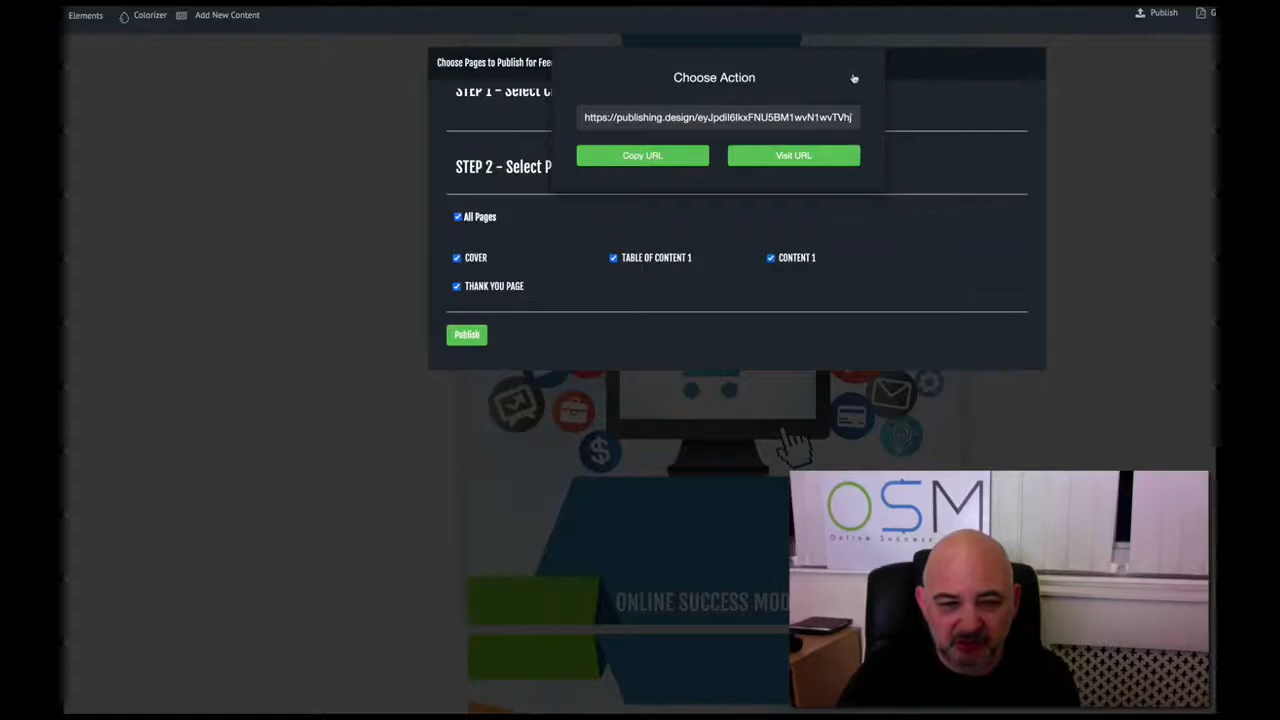 Elements
Colorizer
Add New Content
Publish
G
Choose Pages to Publish for Fee
Choose Action
STEP 1 - Select C
https://publishing.design/eyJpdiI6IkxFNU5BM1wvN1wvTVhj
Copy URL
Visit URL
STEP 2 - Select P
All Pages
COVER
TABLE OF CONTENT 1
CONTENT 1
THANK YOU PAGE
Publish
OSM
Online Success
ONLINE SUCCESS MOD